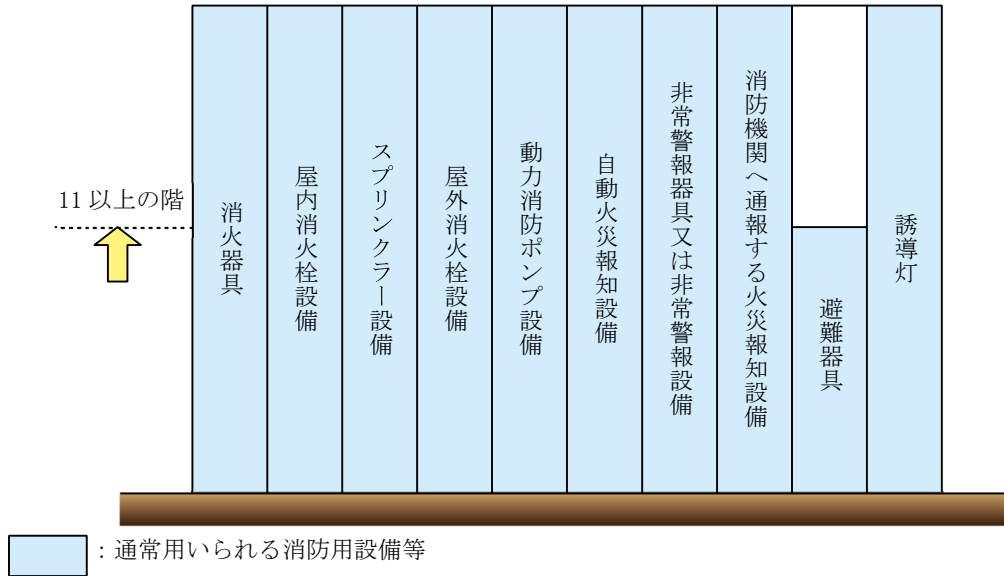 11 以上の階
消火器具
屋内消火栓設備
スプリンクラー設備
屋外消火栓設備
動力消防ポンプ設備
自動火災報知設備
非常警報器具又は非常警報設備
消防機関へ通報する火災報知設備
避難器具
誘導灯
：通常用いられる消防用設備等